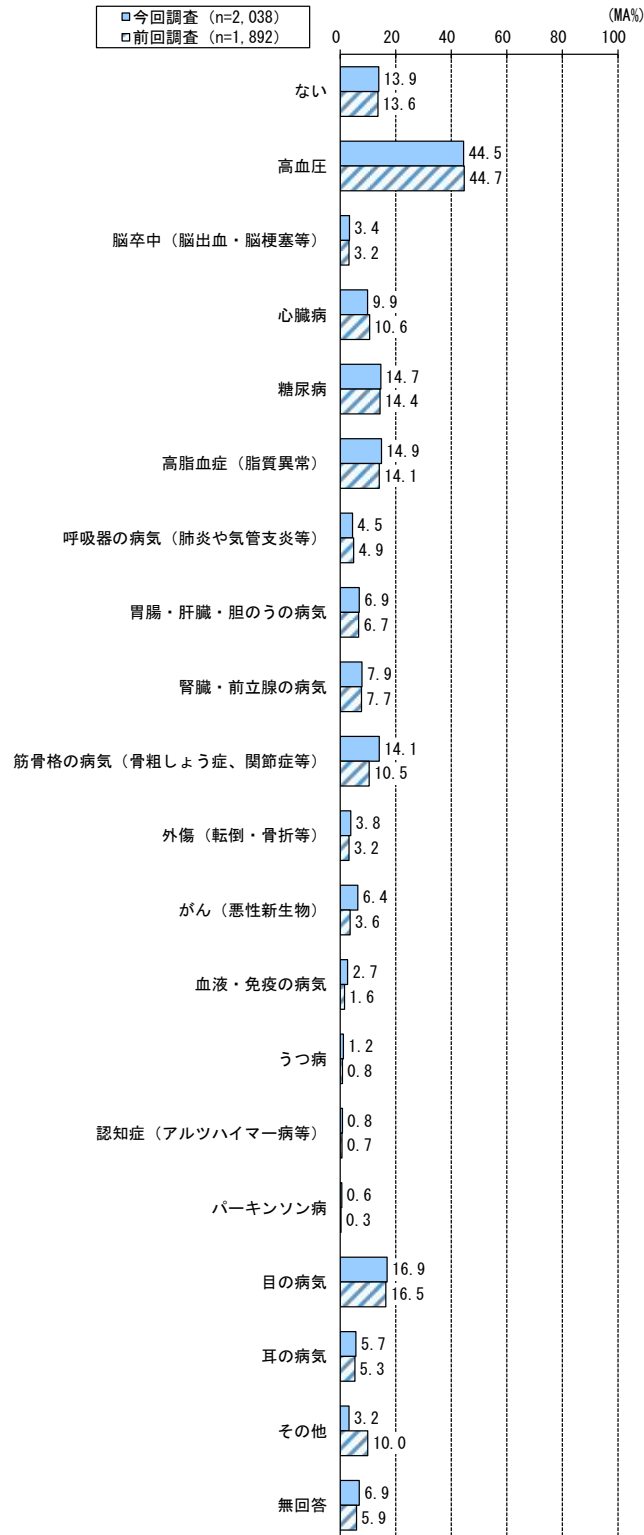 今回調査（n=2,038）
前回調査（n=1,892）
(MA%)
0 20 40 60 80 100
ない
13.9
13.6
高血圧
44.5
44.7
脳卒中（脳出血・脳梗塞等）
3.4
3.2
心臓病
9.9
10.6
糖尿病
14.7
14.4
高脂血症（脂質異常）
14.9
14.1
呼吸器の病気（肺炎や気管支炎等）
4.5
4.9
胃腸・肝臓・胆のうの病気
6.9
6.7
腎臓・前立腺の病気
7.9
7.7
筋骨格の病気（骨粗しょう症、関節症等）
14.1
10.5
外傷（転倒・骨折等）
3.8
3.2
がん（悪性新生物）
6.4
3.6
血液・免疫の病気
2.7
1.6
うつ病
1.2
0.8
認知症（アルツハイマー病等）
0.8
0.7
パーキンソン病
0.6
0.3
目の病気
16.9
16.5
耳の病気
5.7
5.3
その他
3.2
10.0
無回答
6.9
5.9